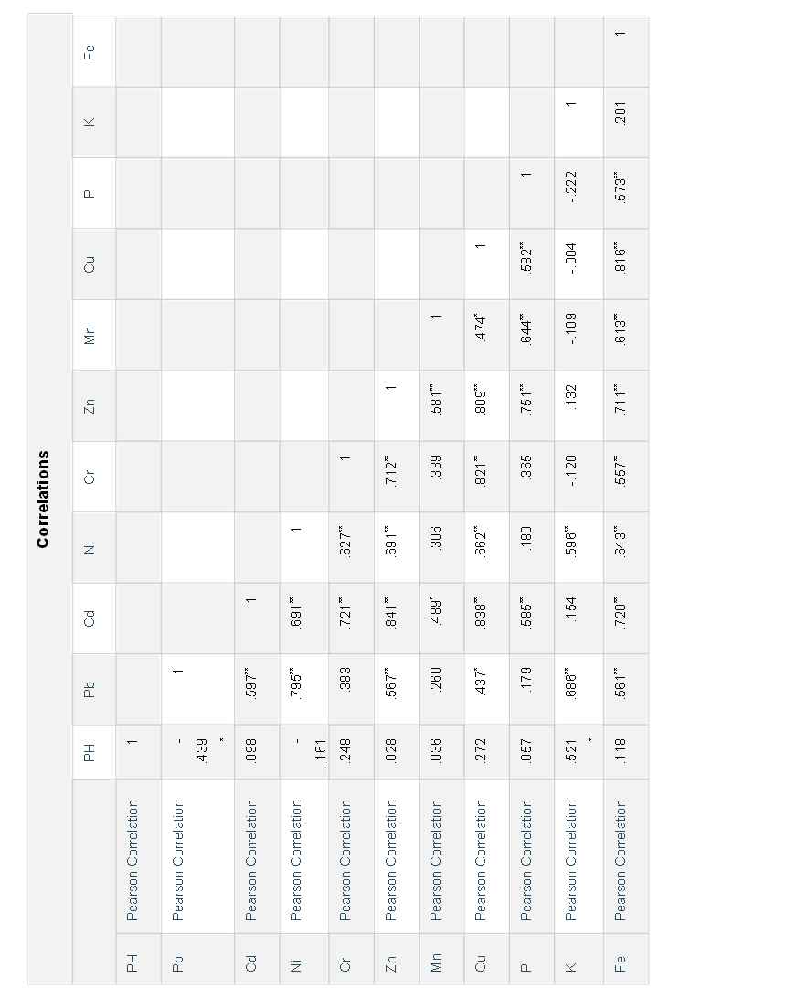 Correlations
PH Pb Cd Ni Cr Zn Mn Cu P K Fe
PH Pearson Correlation 1
Pb Pearson Correlation -.439* 1
Cd Pearson Correlation .098 .597** 1
Ni Pearson Correlation -.161 .795** .691** 1
Cr Pearson Correlation .248 .383 .721** .627** 1
Zn Pearson Correlation .028 .567** .841** .691** .712** 1
Mn Pearson Correlation .036 .260 .489* .306 .339 .581** 1
Cu Pearson Correlation .272 .437* .838** .662** .821** .809** .474* 1
P Pearson Correlation .057 .179 .585** .180 .365 .751** .644** .582** 1
K Pearson Correlation .521* .686** .154 .596** -.120 .132 -.109 -.004 -.222 1
Fe Pearson Correlation .118 .561** .720** .643** .557** .711** .613** .816** .573** .201 1